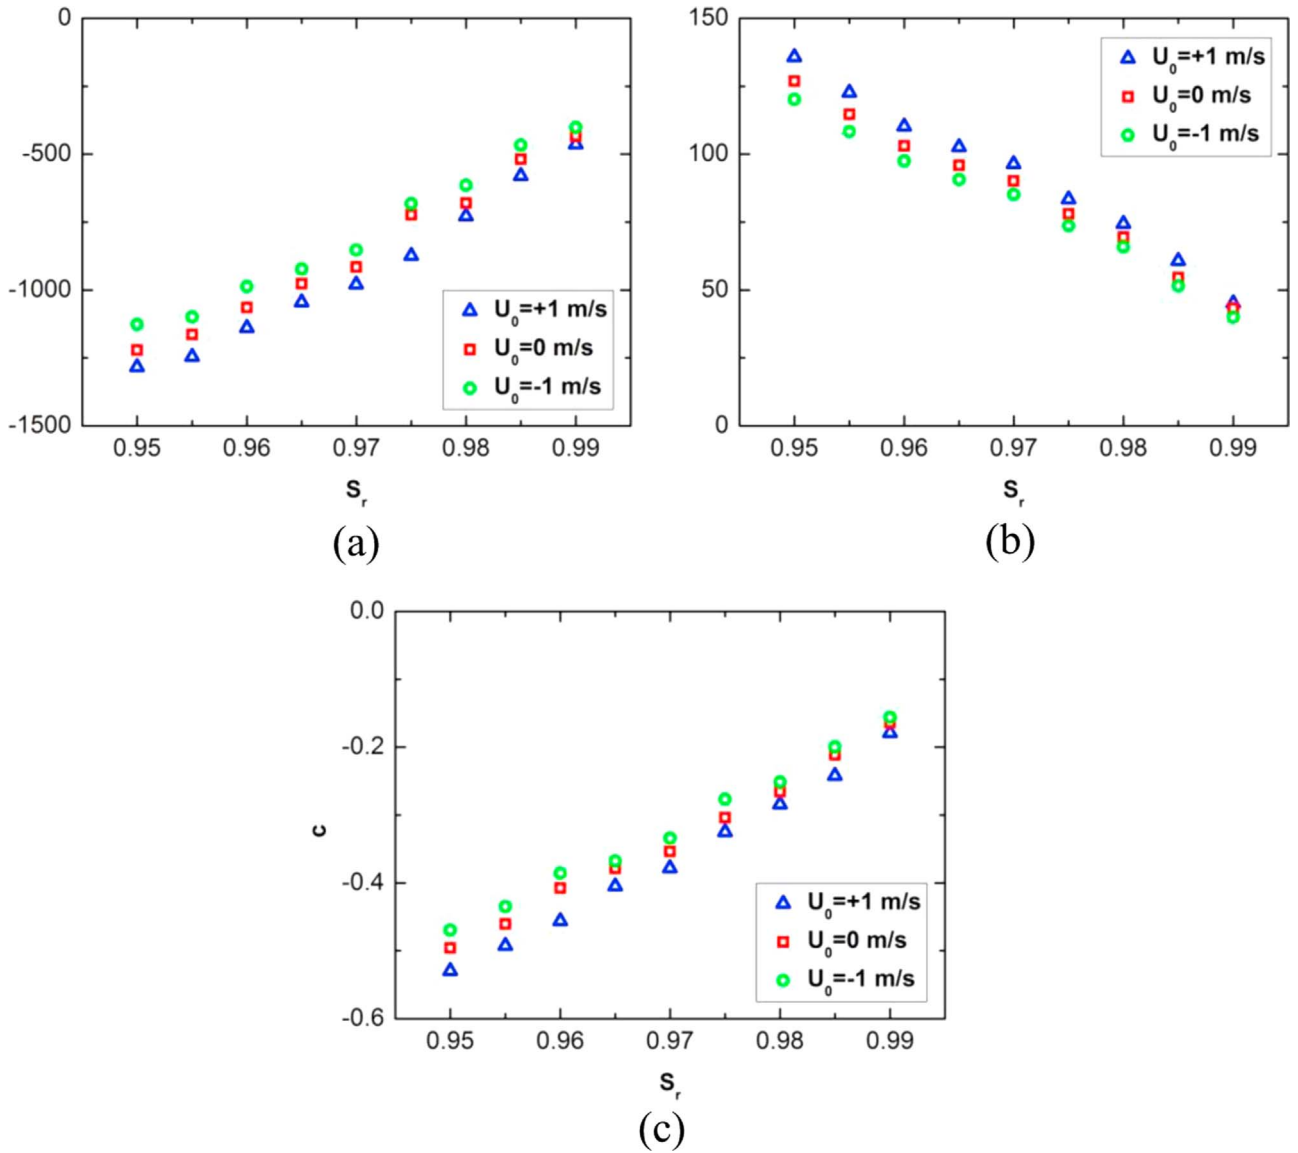 0
-500
-1000
-1500
0.95 0.96 0.97 0.98 0.99
Sr
U0=+1 m/s
U0=0 m/s
U0=-1 m/s
(a)
150
100
50
0
0.95 0.96 0.97 0.98 0.99
Sr
U0=+1 m/s
U0=0 m/s
U0=-1 m/s
(b)
0.0
-0.2
-0.4
-0.6
c
0.95 0.96 0.97 0.98 0.99
Sr
U0=+1 m/s
U0=0 m/s
U0=-1 m/s
(c)